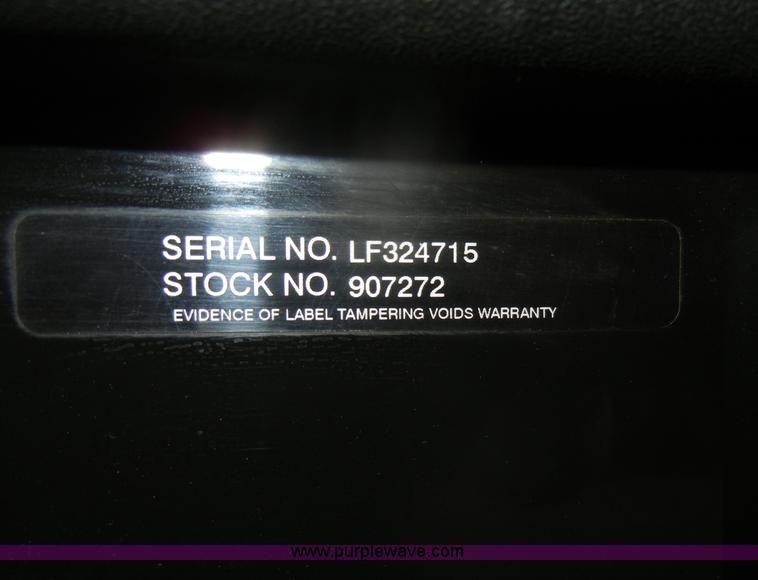 SERIAL NO. LF324715
STOCK NO. 907272
EVIDENCE OF LABEL TAMPERING VOIDS WARRANTY
www.purplewave.com